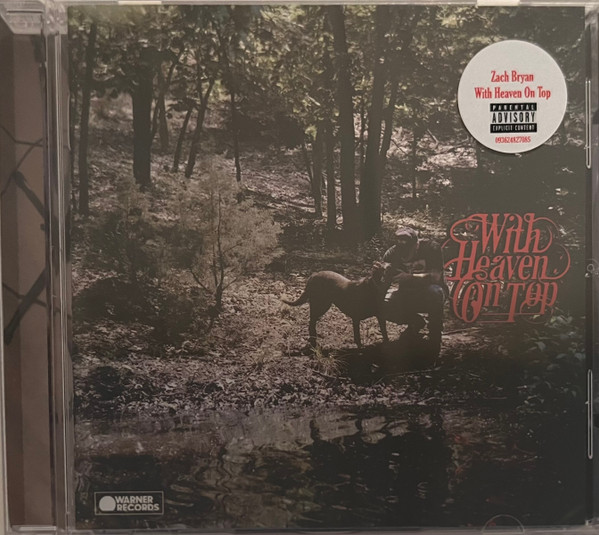 Zach Bryan
With Heaven On Top
PARENTAL
ADVISORY
EXPLICIT CONTENT
093624827085
With
Heaven
On Top
WARNER
RECORDS